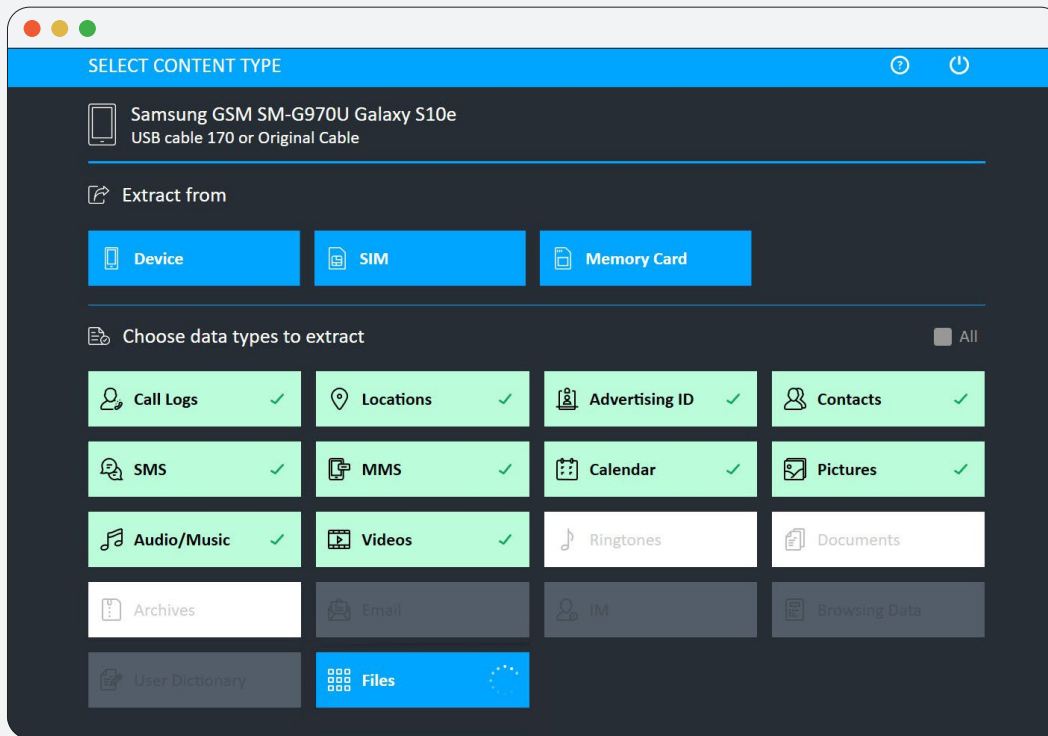 SELECT CONTENT TYPE
Samsung GSM SM-G970U Galaxy S10e
USB cable 170 or Original Cable
Extract from
Device SIM Memory Card
Choose data types to extract All
Call Logs Locations Advertising ID Contacts
SMS MMS Calendar Pictures
Audio/Music Videos Ringtones Documents
Archives Email IM Browsing Data
User Dictionary Files